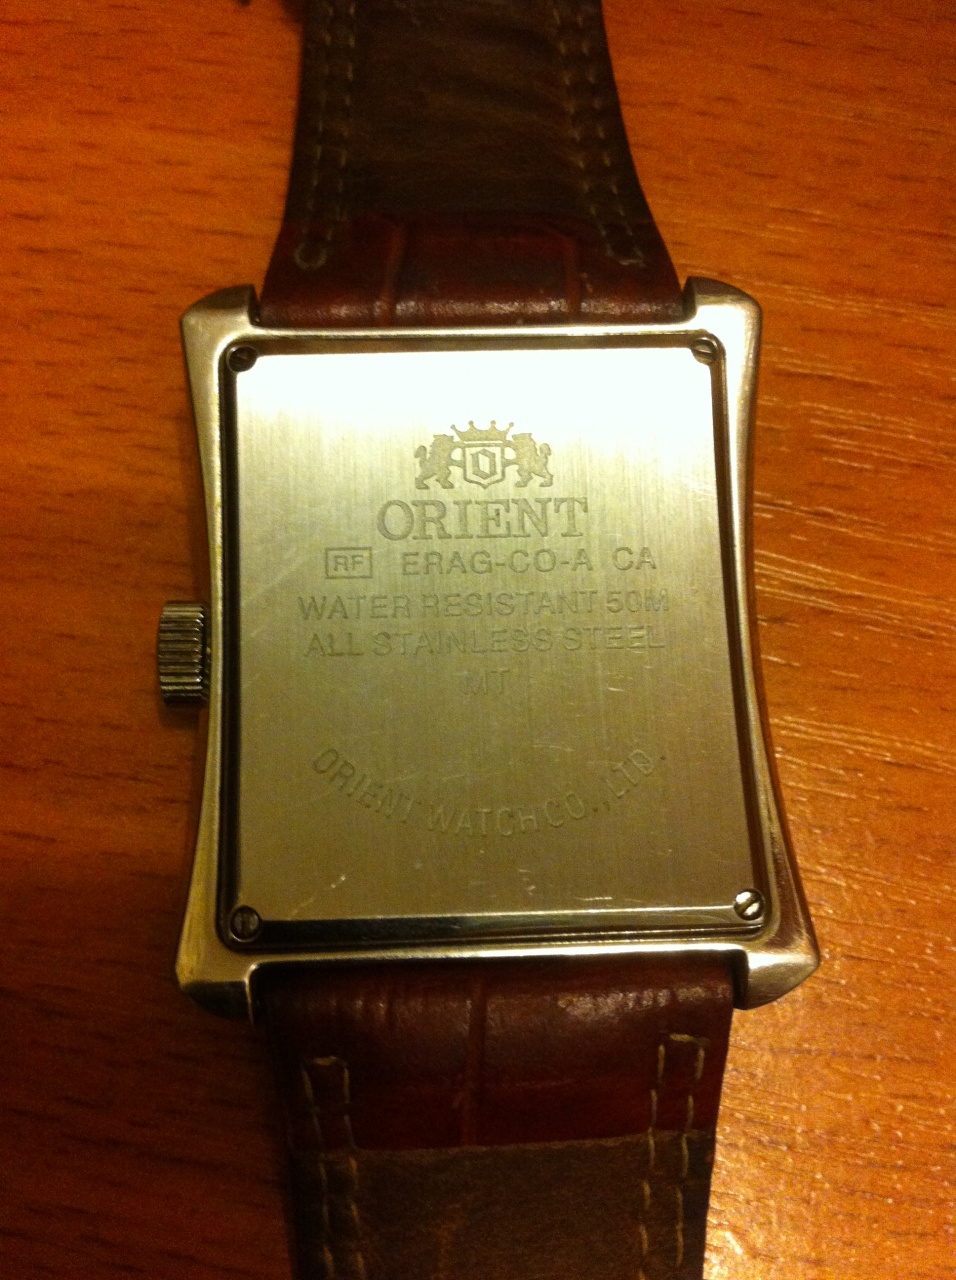 ORIENT
RF ERAG-CO-A CA
WATER RESISTANT 50M
ALL STAINLESS STEEL
MT
ORIENT WATCH CO., LTD.